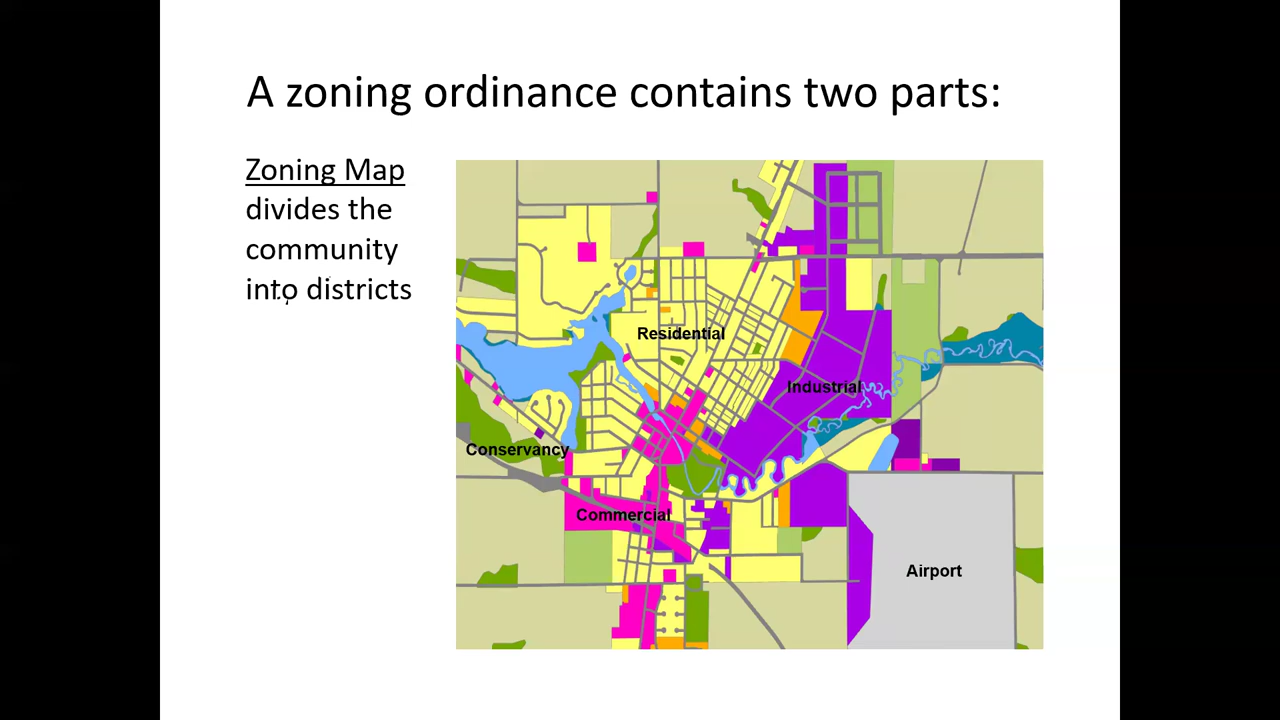 A zoning ordinance contains two parts:
Zoning Map
divides the
community
into districts
Residential
Industrial
Conservancy
Commercial
Airport